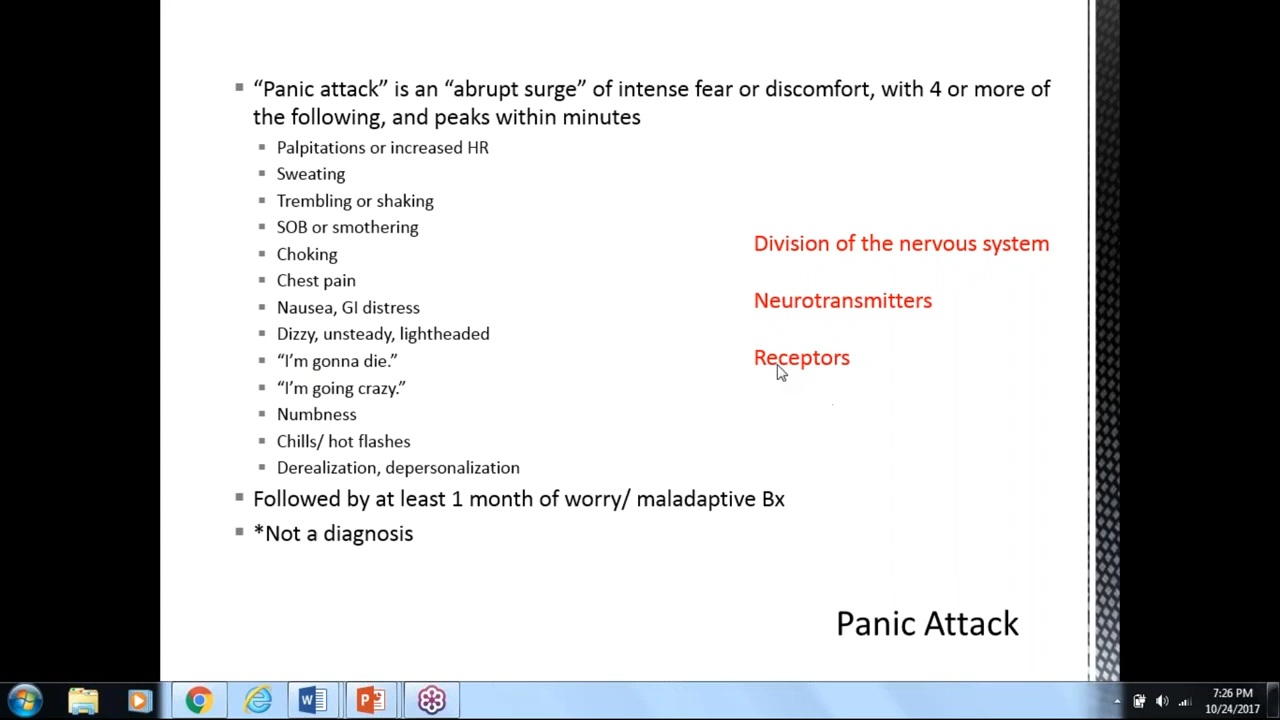 “Panic attack” is an “abrupt surge” of intense fear or discomfort, with 4 or more of
the following, and peaks within minutes
Palpitations or increased HR
Sweating
Trembling or shaking
SOB or smothering
Choking
Chest pain
Nausea, GI distress
Dizzy, unsteady, lightheaded
“I’m gonna die.”
“I’m going crazy.”
Numbness
Chills/ hot flashes
Derealization, depersonalization
Followed by at least 1 month of worry/ maladaptive Bx
*Not a diagnosis
Division of the nervous system
Neurotransmitters
Receptors
Panic Attack
7:26 PM
10/24/2017